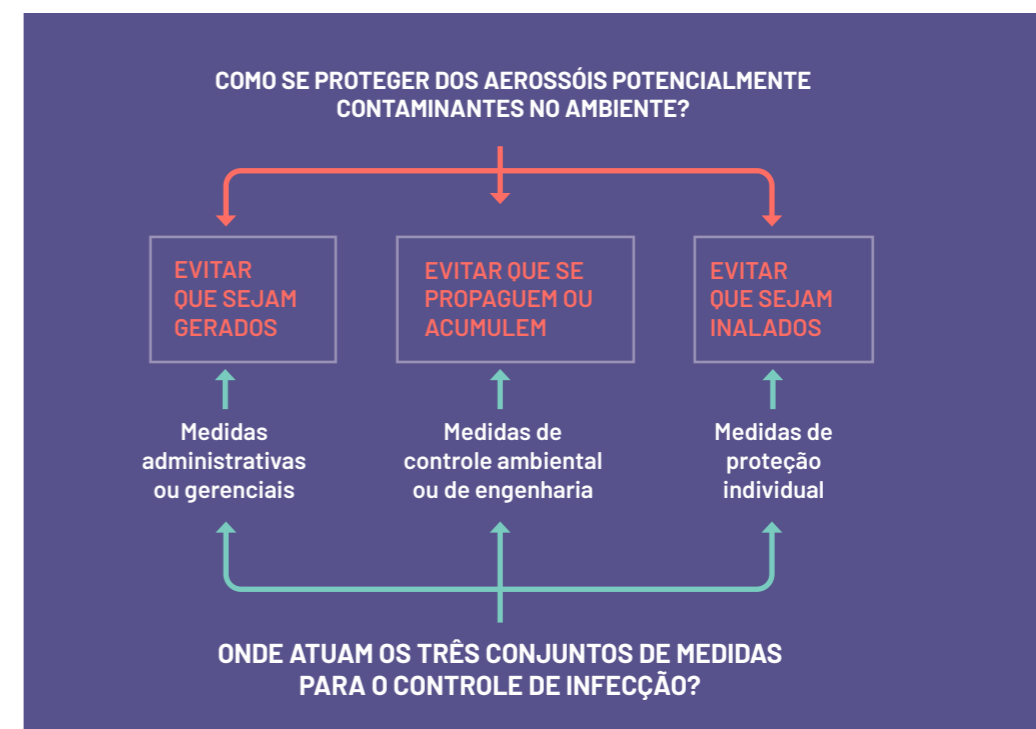 COMO SE PROTEGER DOS AEROSSÓIS POTENCIALMENTE
CONTAMINANTES NO AMBIENTE?
EVITAR
QUE SEJAM
GERADOS
EVITAR QUE SE
PROPAGUEM OU
ACUMULEM
EVITAR
QUE SEJAM
INALADOS
Medidas
administrativas
ou gerenciais
Medidas de
controle ambiental
ou de engenharia
Medidas de
proteção
individual
ONDE ATUAM OS TRÊS CONJUNTOS DE MEDIDAS
PARA O CONTROLE DE INFECÇÃO?